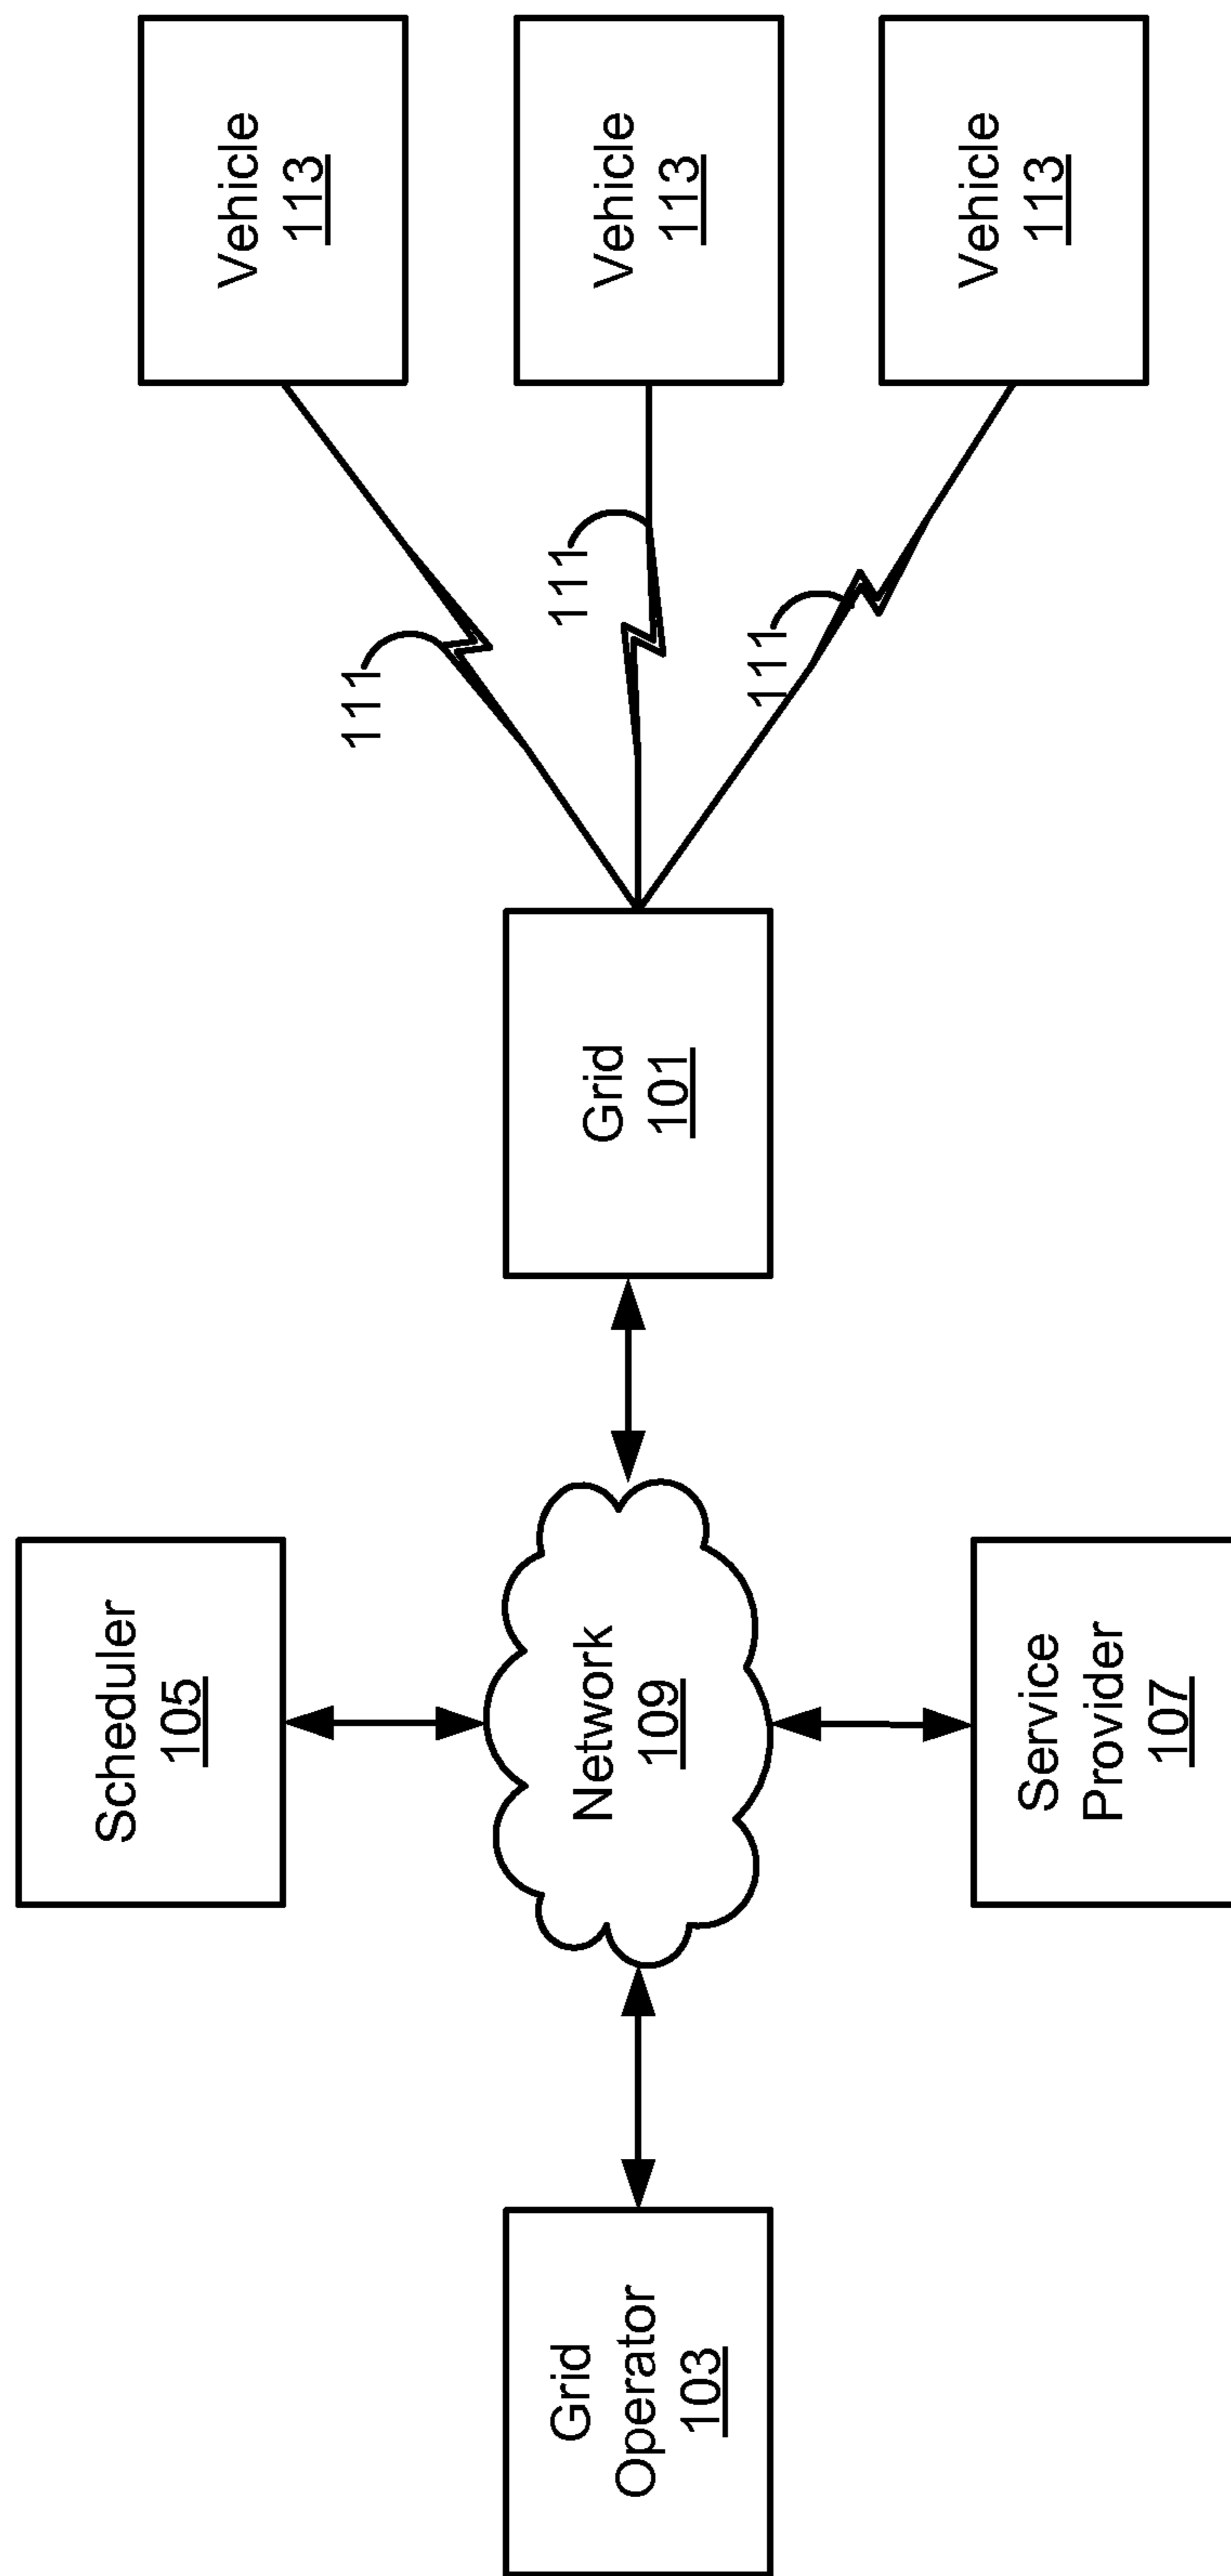 Scheduler
105
Grid
Operator
103
Network
109
Service
Provider
107
Grid
101
111
111
111
Vehicle
113
Vehicle
113
Vehicle
113